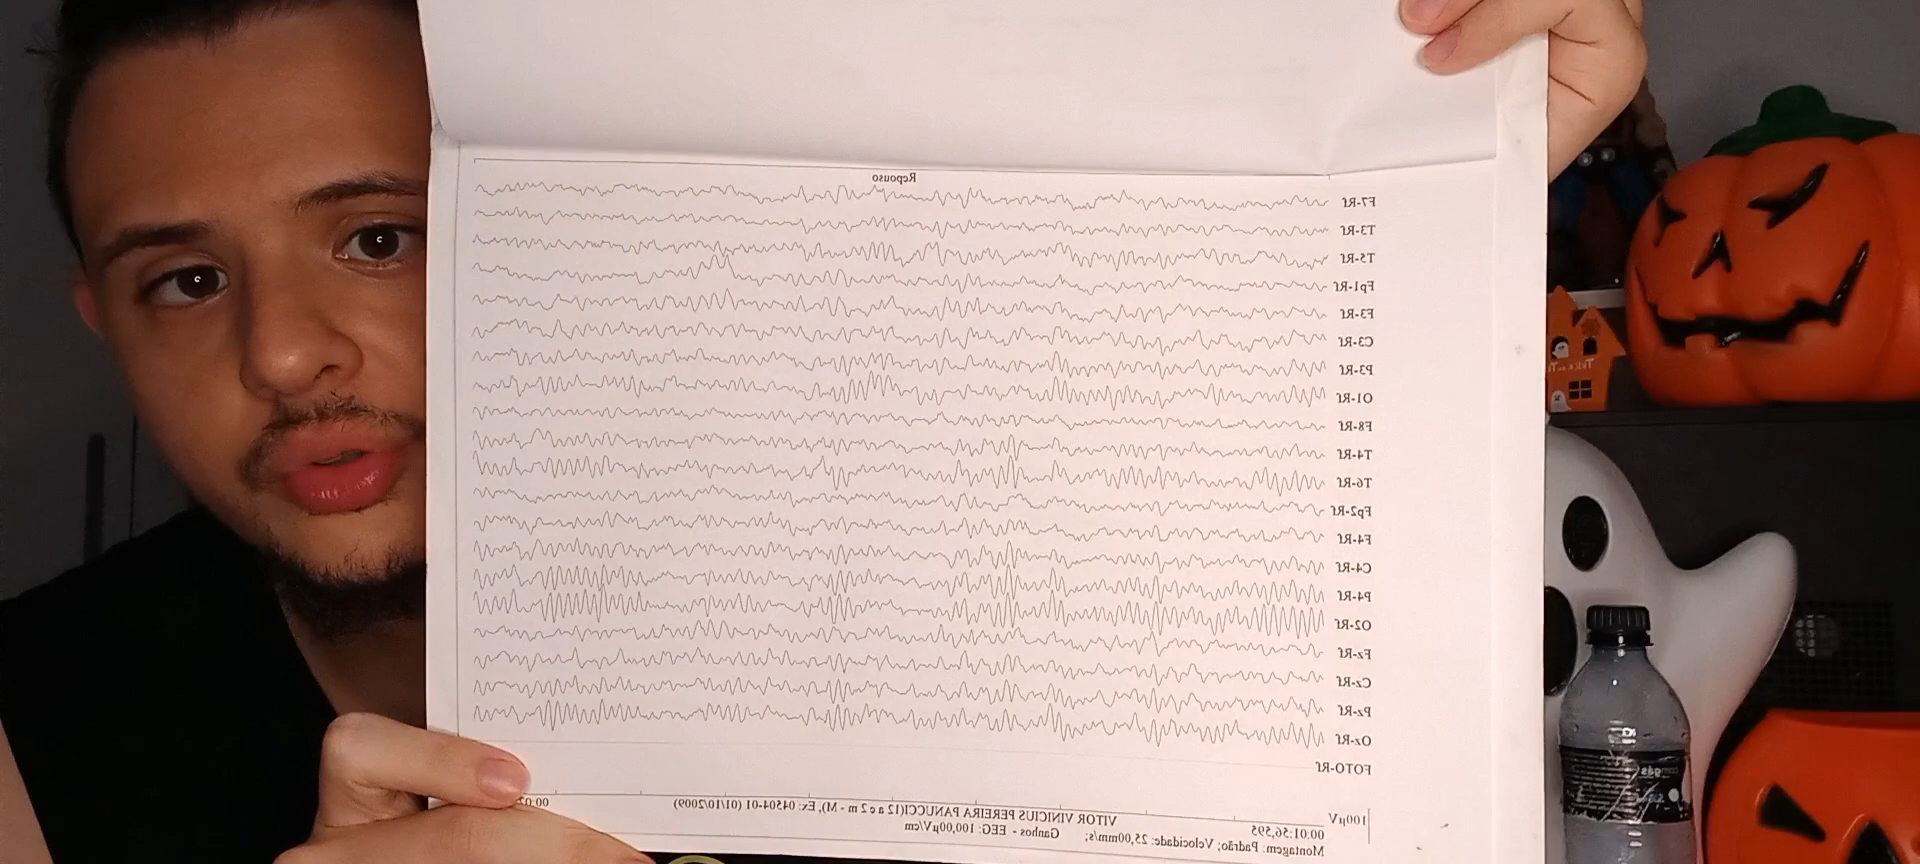 Repouso
F7-Rf
T3-Rf
T5-Rf
Fp1-Rf
F3-Rf
C3-Rf
P3-Rf
O1-Rf
F8-Rf
T4-Rf
T6-Rf
Fp2-Rf
F4-Rf
C4-Rf
P4-Rf
O2-Rf
Fz-Rf
Cz-Rf
Pz-Rf
Oz-Rf
FOTO-Rf
100µV
00:01:56,595
VITOR VINICIUS PEREIRA PANUCCI(12 a e 2 m - M), Ex: 04504-01 (01/10/2009)
Montagem: Padrão; Velocidade: 25,00mm/s; Ganhos - EEG: 100,00µV/cm